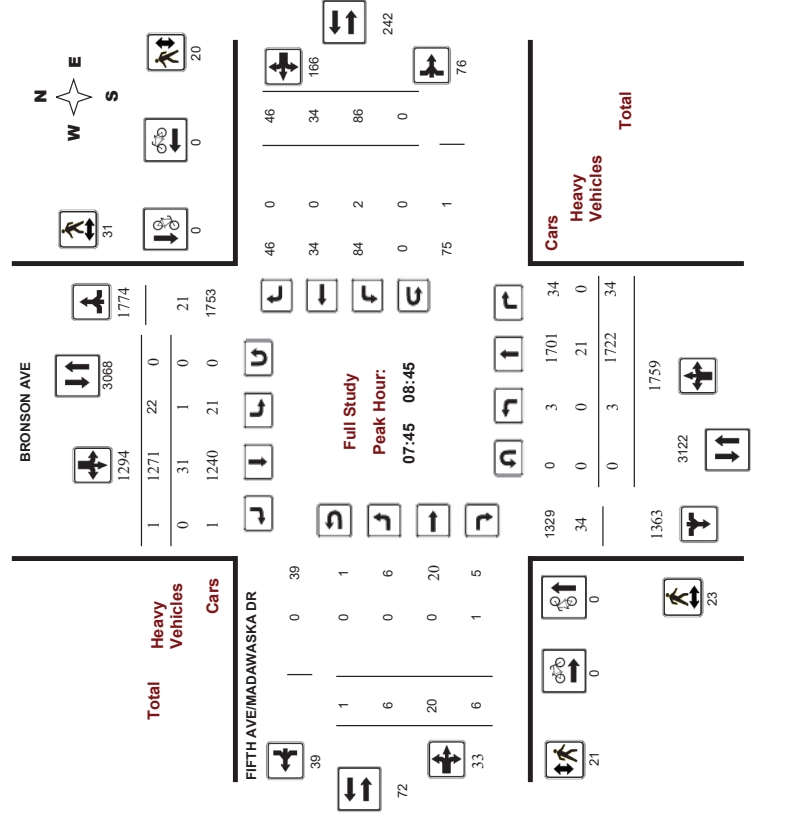 N
W E
S
20
0
31
0
BRONSON AVE
3068
1294
1774
1 1271 22 0
0 31 1 0 21
1 1240 21 0 1753
242
166
76
46 0 46
34 0 34
84 2 86
0 0 0
75 1
Total
Heavy
Vehicles
Cars
FIFTH AVE/MADAWASKA DR
0 39
39
72
33
1 0 1
6 0 6
20 0 20
6 1 5
Full Study
Peak Hour:
07:45 08:45
Cars
Heavy
Vehicles
Total
1329 0 3 1701 34
34 0 0 21 0
0 3 1722 34
1363
1759
3122
0
0
21
23